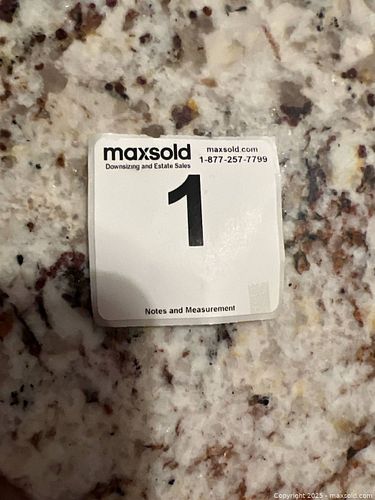 maxsold
Downsizing and Estate Sales
maxsold.com
1-877-257-7799
1
Notes and Measurement
Copyright 2025 - maxsold.com